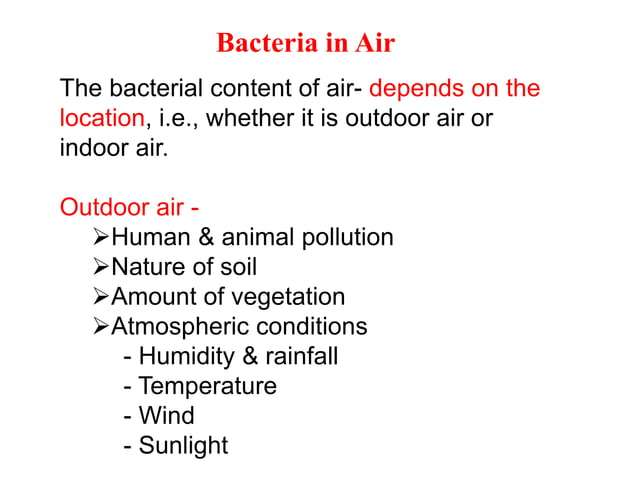 Bacteria in Air
The bacterial content of air- depends on the
location, i.e., whether it is outdoor air or
indoor air.
Outdoor air -
➢Human & animal pollution
➢Nature of soil
➢Amount of vegetation
➢Atmospheric conditions
- Humidity & rainfall
- Temperature
- Wind
- Sunlight